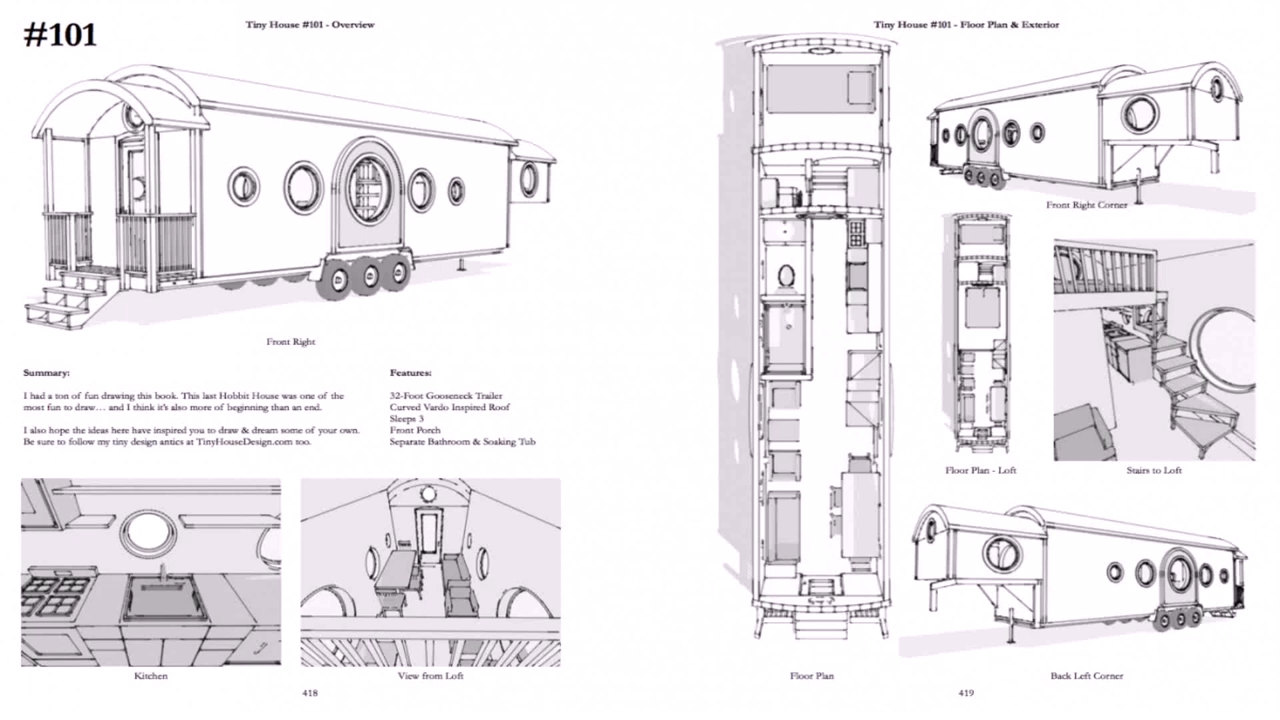 #101
Tiny House #101 - Overview
Front Right
Summary:
I had a ton of fun drawing this book. This last Hobbit House was one of the
most fun to draw… and I think it's also more of beginning than an end.
I also hope the ideas here have inspired you to draw & dream some of your own.
Be sure to follow my tiny design antics at TinyHouseDesign.com too.
Features:
32-Foot Gooseneck Trailer
Curved Vardo Inspired Roof
Sleeps 3
Front Porch
Separate Bathroom & Soaking Tub
Kitchen
View from Loft
418
Tiny House #101 - Floor Plan & Exterior
Front Right Corner
Floor Plan - Loft
Stairs to Loft
Floor Plan
Back Left Corner
419